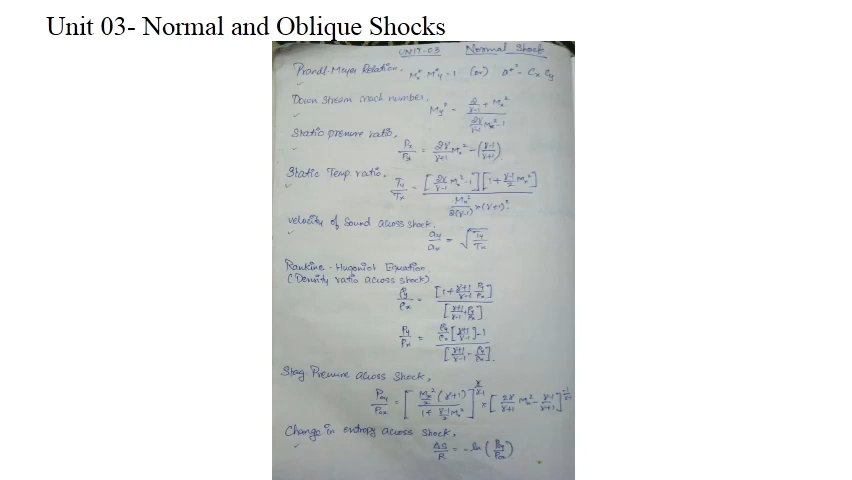 Unit 03- Normal and Oblique Shocks
UNIT-03 Normal Shock
Prandl-Meyer Relation. M*x M*y = 1 (or) a*² = Cx Cy
Down stream mach number, My² = (2/(γ-1) + Mx²) / (2γ/(γ-1) Mx² - 1)
Static pressure ratio, Px/Py = 2γ/(γ+1) Mx² - ((γ-1)/(γ+1))
Static Temp ratio, Ty/Tx = [2γ/(γ-1) Mx² - 1][1 + (γ-1)/2 Mx²] / (Mx²/2(γ-1) × (γ+1)²)
velocity of Sound across shock,
ay/ax = √(Ty/Tx)
Rankine - Hugoniot Equation
(Density ratio across shock)
ρy/ρx = [1 + (γ+1)/(γ-1) Py/Px] / [(γ+1)/(γ-1) + Py/Px]
Py/Px = (ρy/ρx [(γ+1)/(γ-1)] - 1) / [(γ+1)/(γ-1) - ρy/ρx].
Stag Pressure across Shock,
Poy/Pox = [(Mx²/2 (γ+1)) / (1 + (γ-1)/2 Mx²)]^(γ/(γ-1)) × [2γ/(γ+1) Mx² - (γ-1)/(γ+1)]^(-1/(γ-1))
Change in entropy across shock,
ΔS/R = -ln (Poy/Pox)